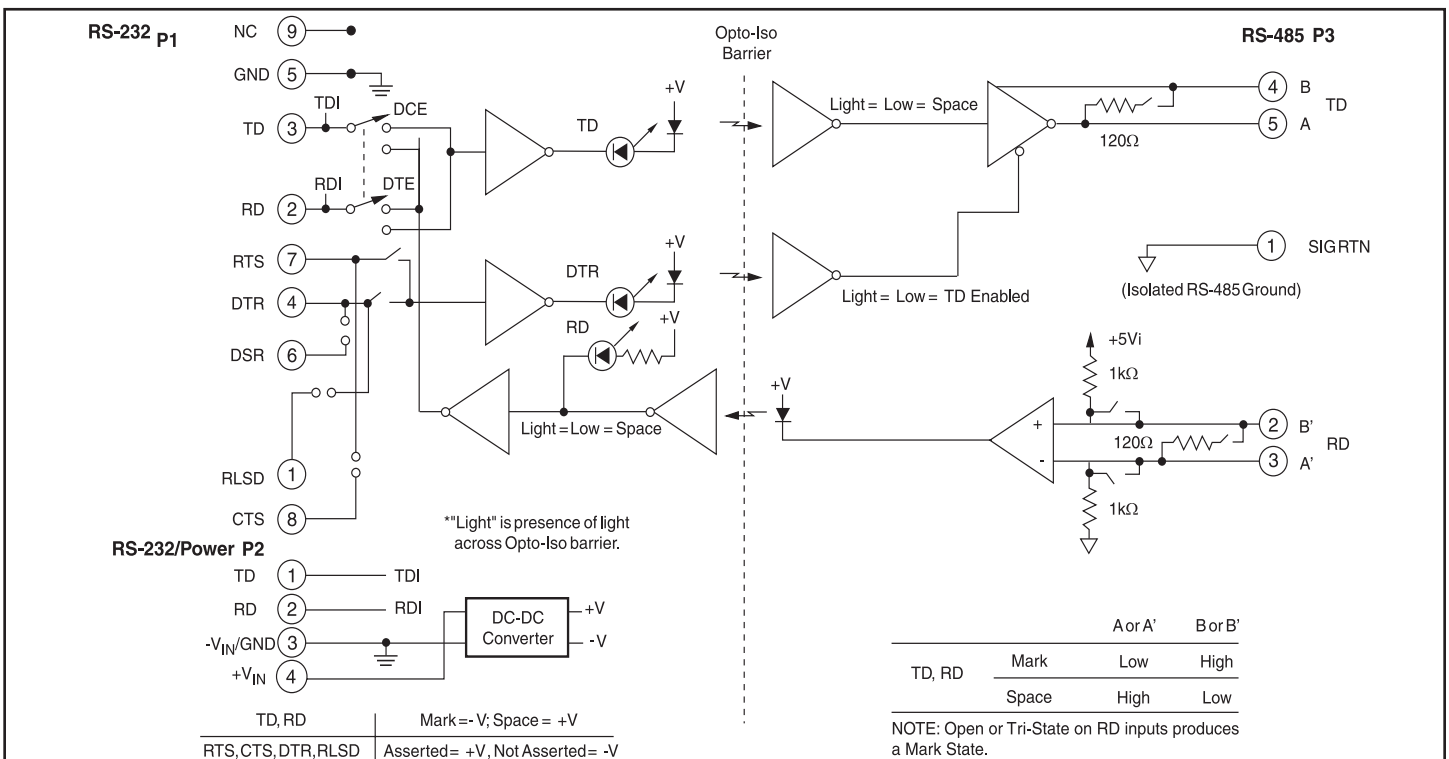 RS-232 P1
NC 9
GND 5
TDI
DCE
TD 3
RDI
DTE
RD 2
RTS 7
DTR 4
DSR 6
RLSD 1
CTS 8
TD
+V
DTR
+V
RD
+V
Light = Low = Space
*"Light" is presence of light
across Opto-Iso barrier.
Opto-Iso
Barrier
RS-485 P3
Light = Low = Space
4 B
TD
5 A
120Ω
1 SIGRTN
(Isolated RS-485 Ground)
Light = Low = TD Enabled
+5Vi
1kΩ
+V
+
-
120Ω
2 B'
RD
3 A'
1kΩ
RS-232/Power P2
TD 1 TDI
RD 2 RDI
-VIN/GND 3
+VIN 4
DC-DC
Converter
+V
-V
TD, RD Mark = - V; Space = +V
RTS, CTS, DTR, RLSD Asserted = +V, Not Asserted = -V
A or A' B or B'
TD, RD
Mark Low High
Space High Low
NOTE: Open or Tri-State on RD inputs produces
a Mark State.